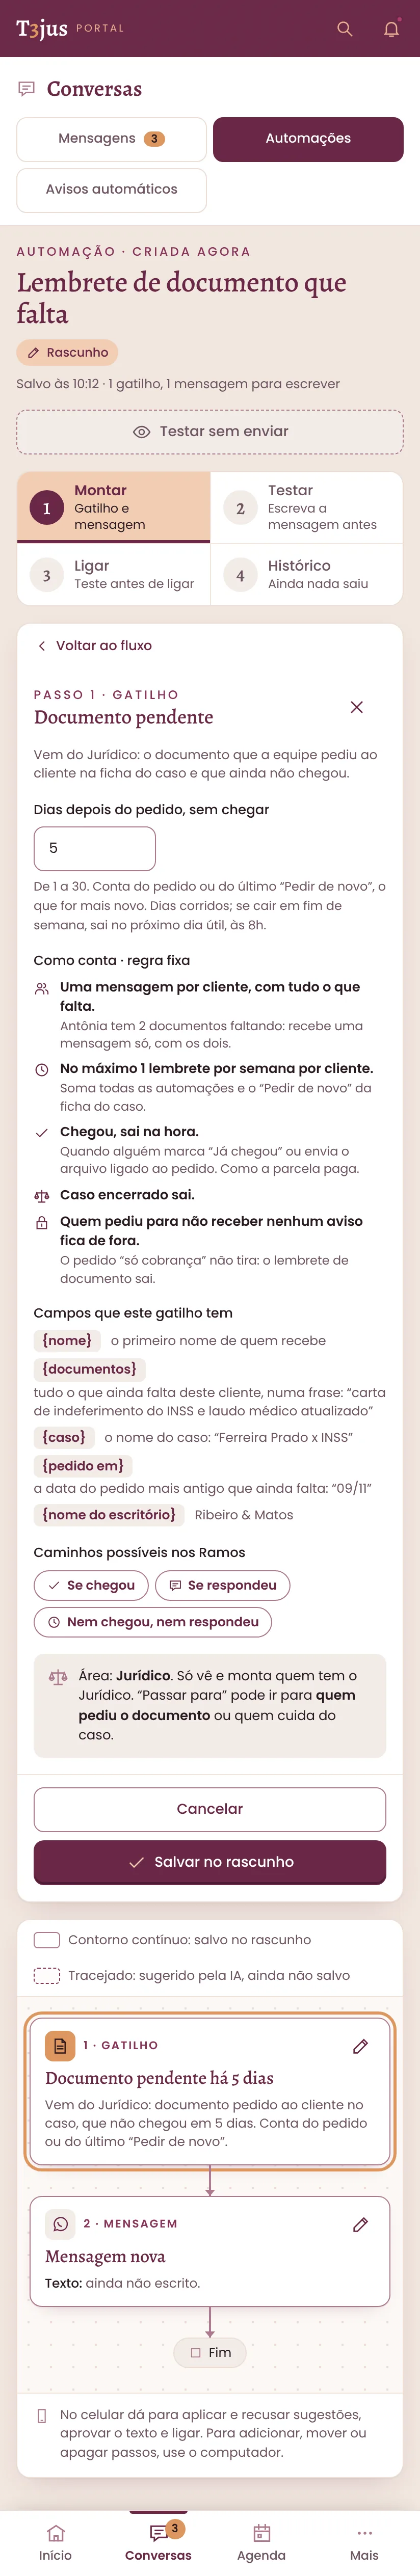 T3jus PORTAL
Conversas
Mensagens 3
Automações
Avisos automáticos
AUTOMAÇÃO · CRIADA AGORA
Lembrete de documento que
falta
Rascunho
Salvo às 10:12 · 1 gatilho, 1 mensagem para escrever
Testar sem enviar
1 Montar
Gatilho e
mensagem
2 Testar
Escreva a
mensagem antes
3 Ligar
Teste antes de ligar
4 Histórico
Ainda nada saiu
Voltar ao fluxo
PASSO 1 · GATILHO
Documento pendente
Vem do Jurídico: o documento que a equipe pediu ao
cliente na ficha do caso e que ainda não chegou.
Dias depois do pedido, sem chegar
5
De 1 a 30. Conta do pedido ou do último “Pedir de novo”, o
que for mais novo. Dias corridos; se cair em fim de
semana, sai no próximo dia útil, às 8h.
Como conta · regra fixa
Uma mensagem por cliente, com tudo o que
falta.
Antônia tem 2 documentos faltando: recebe uma
mensagem só, com os dois.
No máximo 1 lembrete por semana por cliente.
Soma todas as automações e o “Pedir de novo” da
ficha do caso.
Chegou, sai na hora.
Quando alguém marca “Já chegou” ou envia o
arquivo ligado ao pedido. Como a parcela paga.
Caso encerrado sai.
Quem pediu para não receber nenhum aviso
fica de fora.
O pedido “só cobrança” não tira: o lembrete de
documento sai.
Campos que este gatilho tem
{nome} o primeiro nome de quem recebe
{documentos}
tudo o que ainda falta deste cliente, numa frase: “carta
de indeferimento do INSS e laudo médico atualizado”
{caso} o nome do caso: “Ferreira Prado x INSS”
{pedido em}
a data do pedido mais antigo que ainda falta: “09/11”
{nome do escritório} Ribeiro & Matos
Caminhos possíveis nos Ramos
Se chegou
Se respondeu
Nem chegou, nem respondeu
Área: Jurídico. Só vê e monta quem tem o
Jurídico. “Passar para” pode ir para quem
pediu o documento ou quem cuida do
caso.
Cancelar
Salvar no rascunho
Contorno contínuo: salvo no rascunho
Tracejado: sugerido pela IA, ainda não salvo
1 · GATILHO
Documento pendente há 5 dias
Vem do Jurídico: documento pedido ao cliente no
caso, que não chegou em 5 dias. Conta do pedido
ou do último “Pedir de novo”.
2 · MENSAGEM
Mensagem nova
Texto: ainda não escrito.
Fim
No celular dá para aplicar e recusar sugestões,
aprovar o texto e ligar. Para adicionar, mover ou
apagar passos, use o computador.
Início
Conversas 3
Agenda
Mais